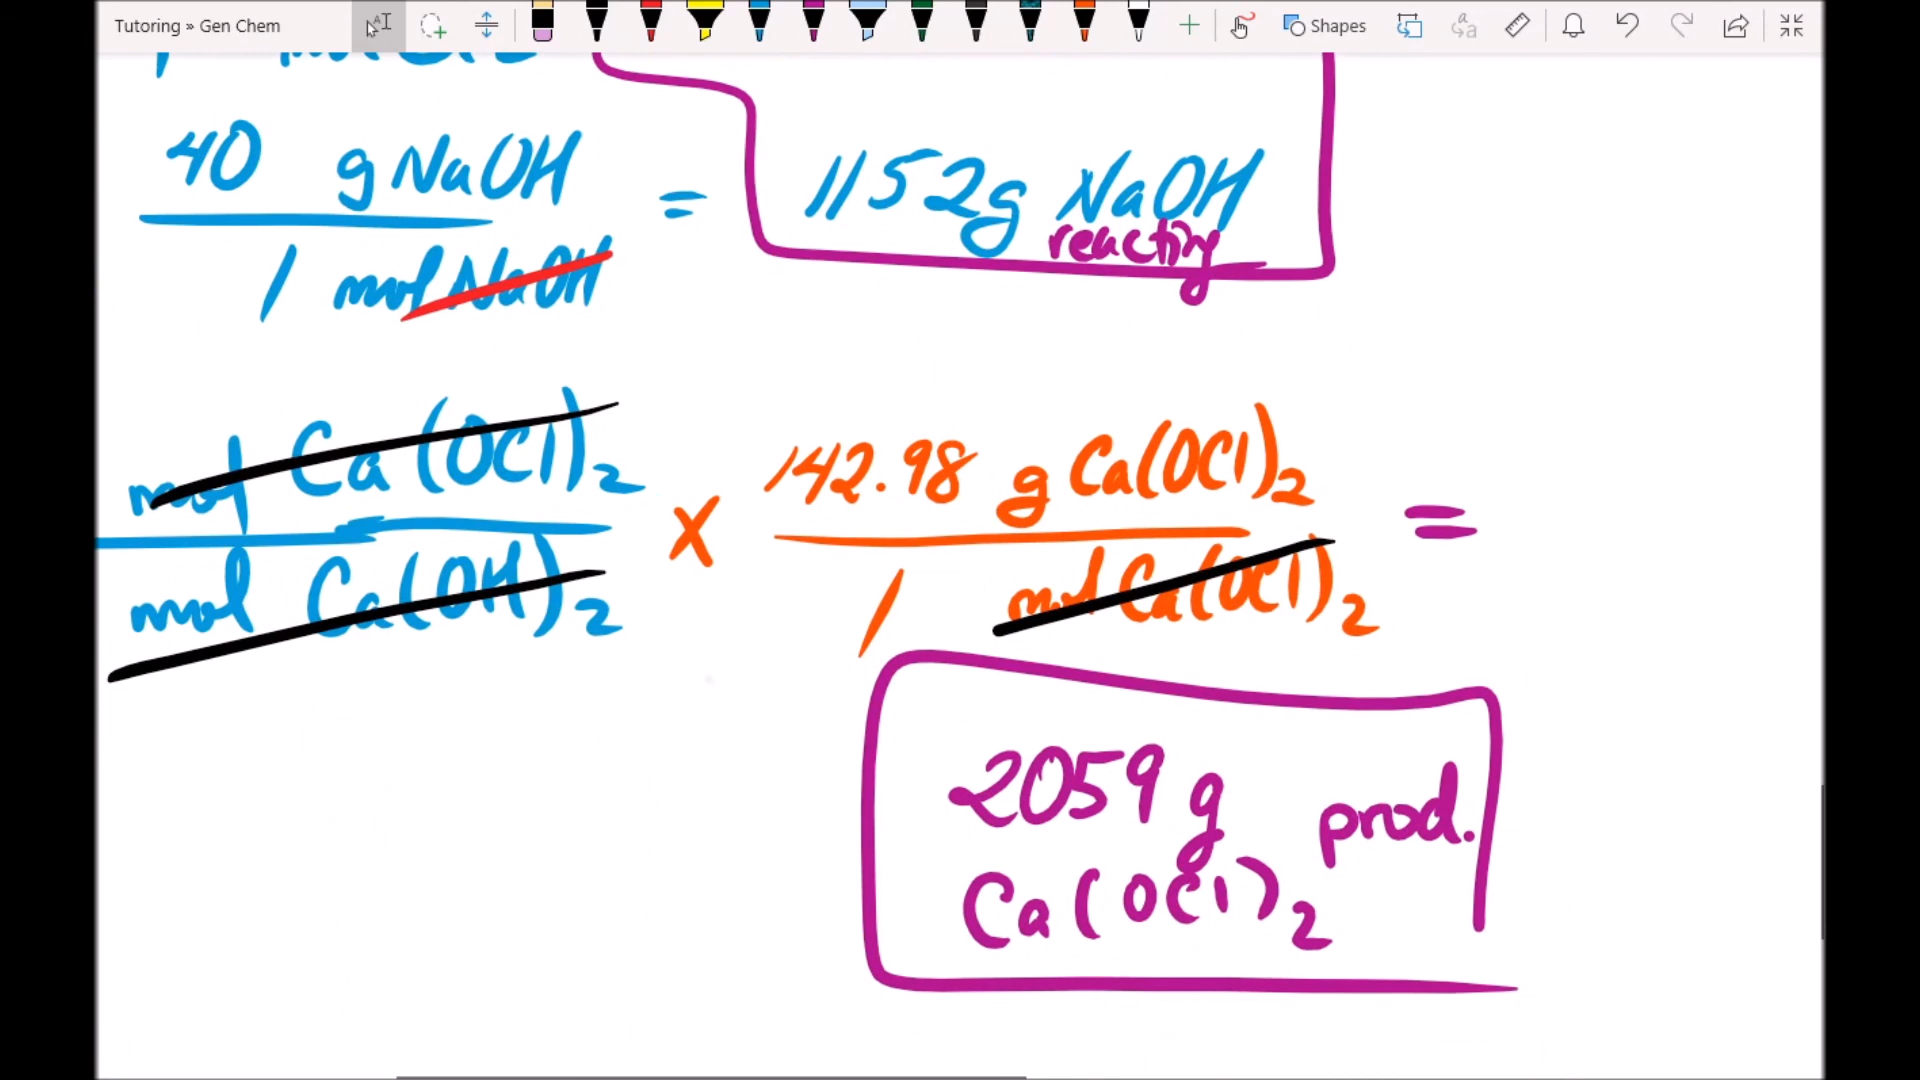 Tutoring » Gen Chem
Shapes
40 g NaOH
1 mol NaOH
= 1152g NaOH
reacting
mol Ca(OCl)2
mol Ca(OH)2
x 142.98 g Ca(OCl)2
1 mol Ca(OCl)2
=
2059 g prod.
Ca(OCl)2